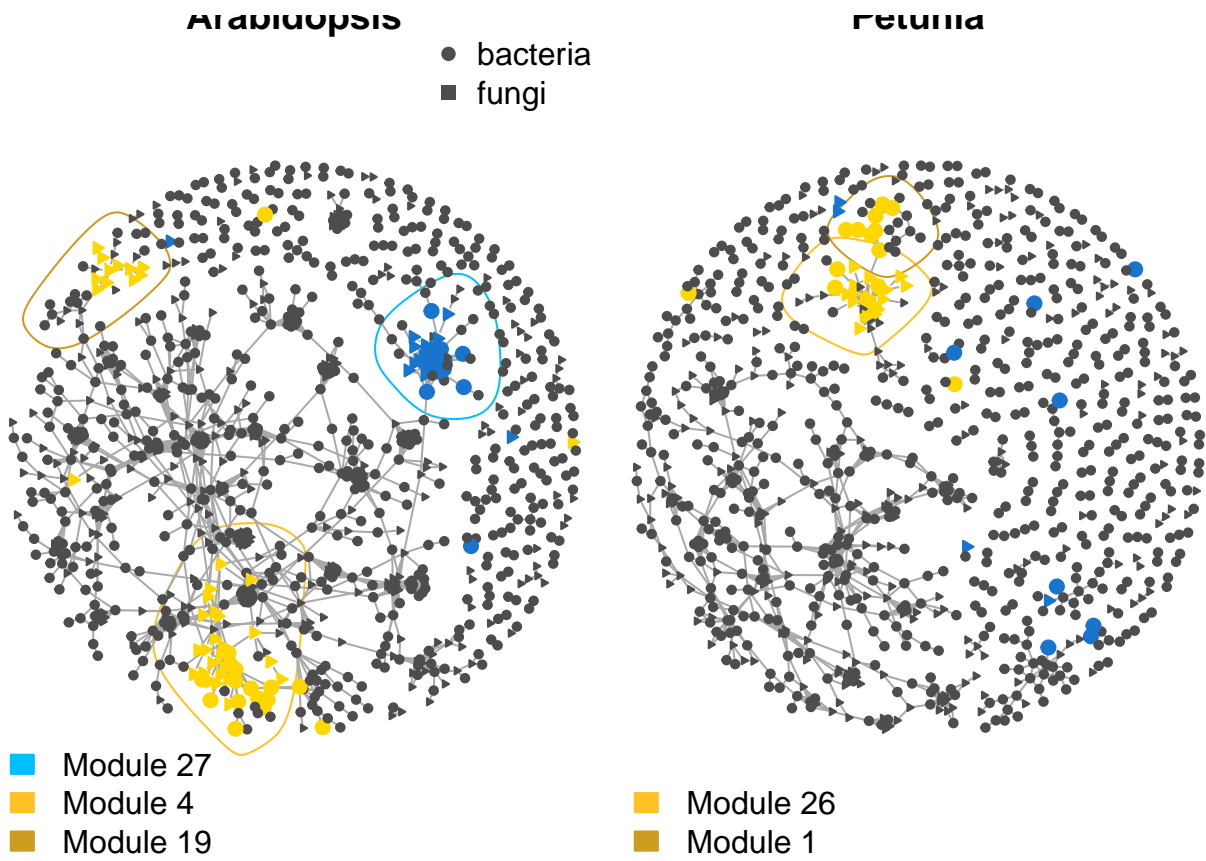 Arabidopsis
Petunia
bacteria
fungi
Module 27
Module 4
Module 19
Module 26
Module 1